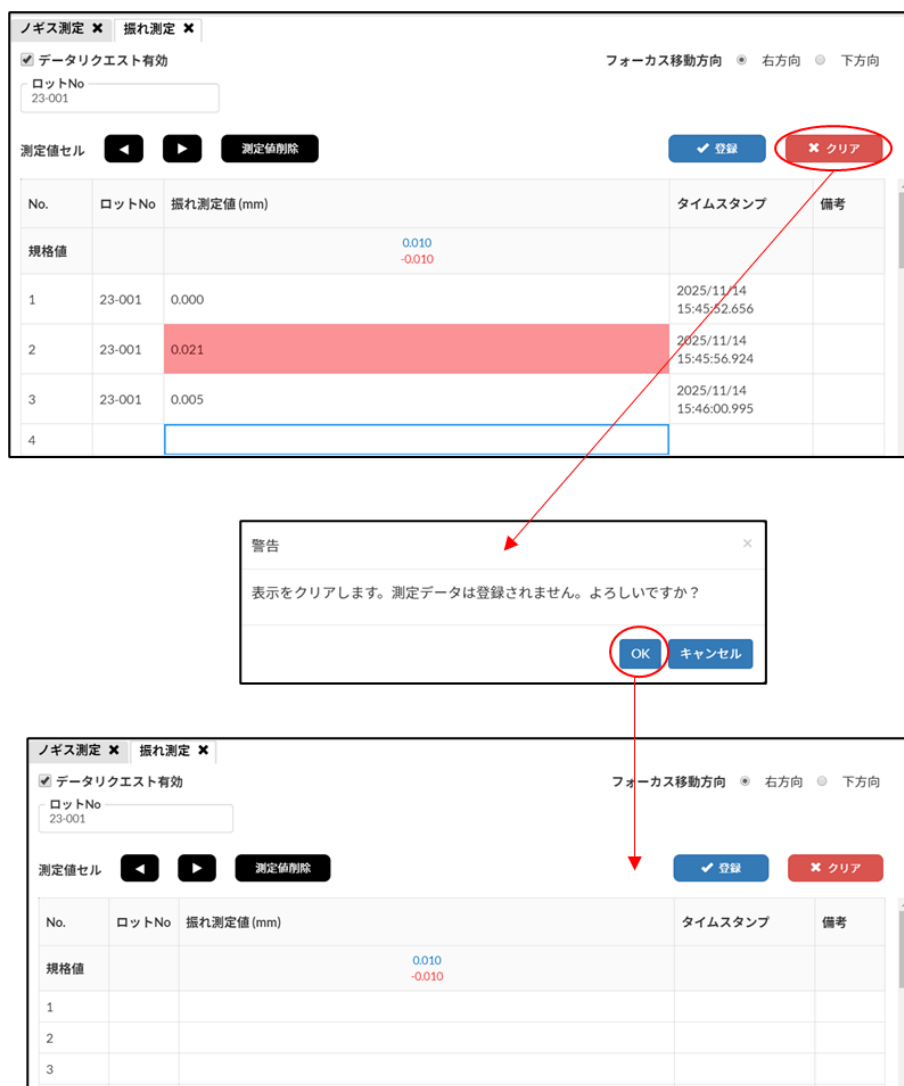 ノギス測定 ✖ 振れ測定 ✖
データリクエスト有効 フォーカス移動方向 右方向 下方向
ロットNo
23-001
測定値セル ◀ ▶ 測定値削除 ✔ 登録 ✖ クリア
No. ロットNo 振れ測定値(mm) タイムスタンプ 備考
規格値 0.010
-0.010
1 23-001 0.000 2025/11/14
15:45:52.656
2 23-001 0.021 2025/11/14
15:45:56.924
3 23-001 0.005 2025/11/14
15:46:00.995
4
警告 ×
表示をクリアします。測定データは登録されません。よろしいですか？
OK キャンセル
ノギス測定 ✖ 振れ測定 ✖
データリクエスト有効 フォーカス移動方向 右方向 下方向
ロットNo
23-001
測定値セル ◀ ▶ 測定値削除 ✔ 登録 ✖ クリア
No. ロットNo 振れ測定値(mm) タイムスタンプ 備考
規格値 0.010
-0.010
1
2
3